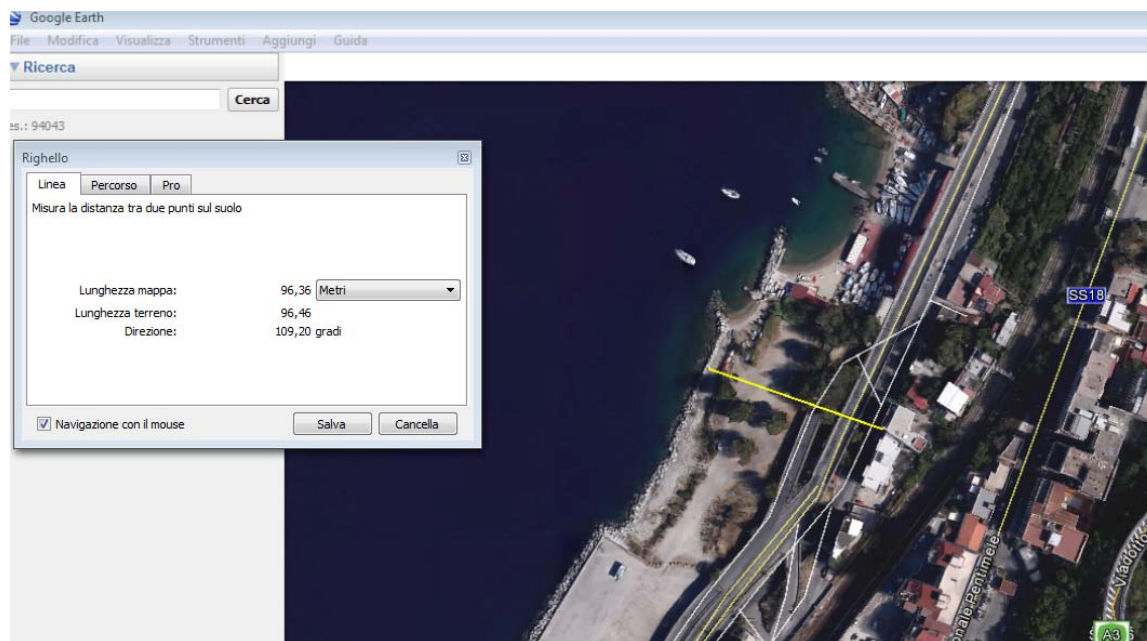 Google Earth
File Modifica Visualizza Strumenti Aggiungi Guida
Ricerca
Cerca
es.: 94043
Righello
Linea Percorso Pro
Misura la distanza tra due punti sul suolo
Lunghezza mappa: 96,36 Metri
Lunghezza terreno: 96,46
Direzione: 109,20 gradi
Navigazione con il mouse Salva Cancella
SS18
nale Pentimele
A3